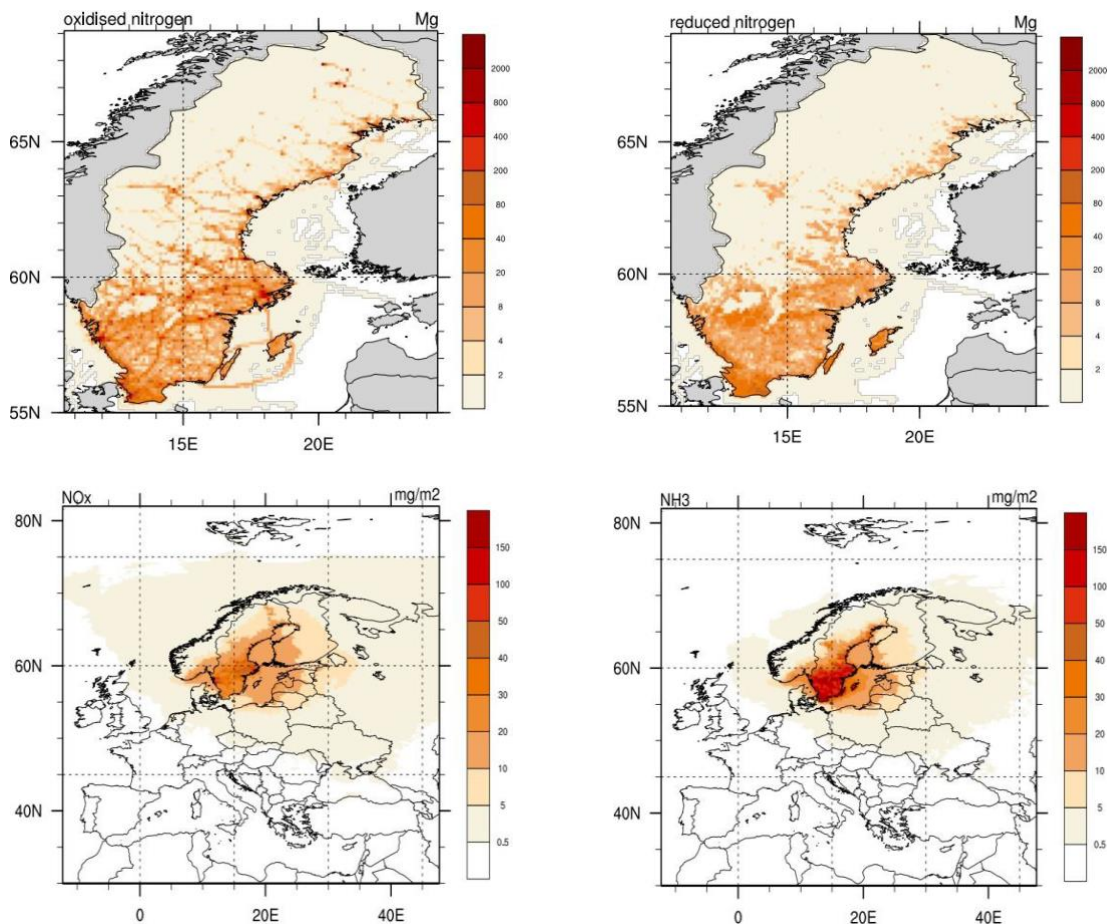 oxidised nitrogen Mg
65N
60N
55N
15E 20E
2000
800
400
200
80
40
20
8
4
2
reduced nitrogen Mg
65N
60N
55N
15E 20E
2000
800
400
200
80
40
20
8
4
2
NOx mg/m2
80N
60N
40N
0 20E 40E
150
100
50
40
30
20
10
5
0.5
NH3 mg/m2
80N
60N
40N
0 20E 40E
150
100
50
40
30
20
10
5
0.5